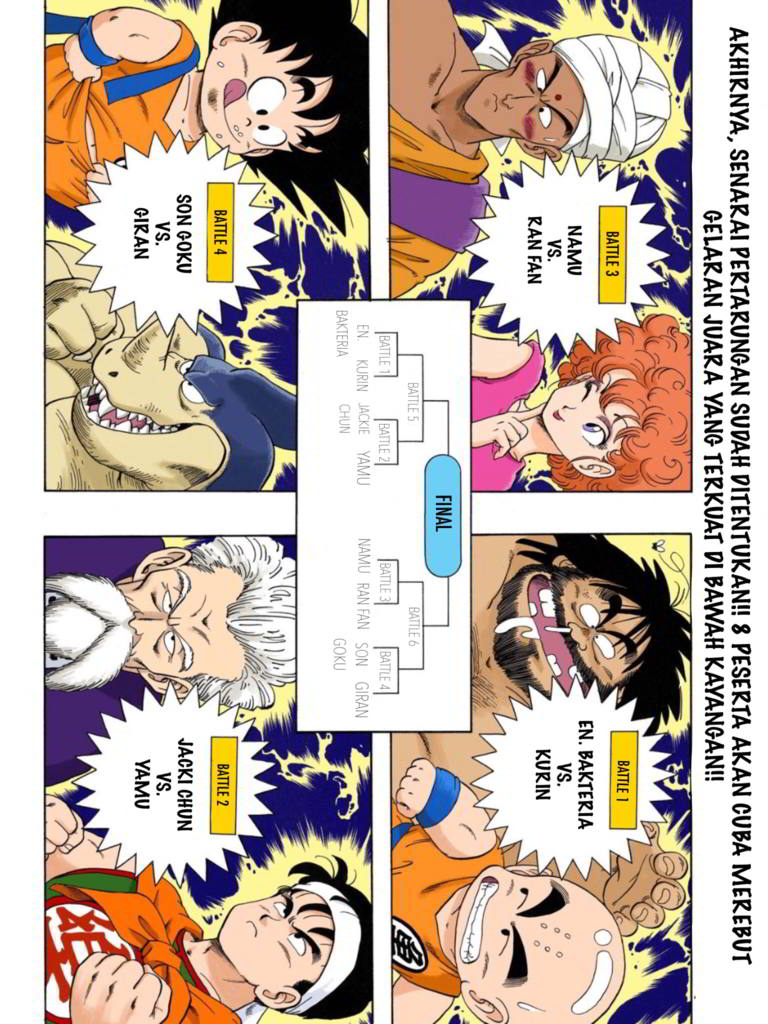 AKHIRNYA, SENARAI PERTARUNGAN SUDAH DITENTUKAN!! 8 PESERTA AKAN CUBA MEREBUT
GELARAN JUARA YANG TERKUAT DI BAWAH KAYANGAN!!
BATTLE 3
NAMU
VS.
RAN FAN
BATTLE 1
EN. BAKTERIA
VS.
KURIN
FINAL
BATTLE 5
BATTLE 6
BATTLE 1
BATTLE 2
BATTLE 3
BATTLE 4
EN
BAKTERIA
KURIN
JACKIE
CHUN
YAMU
NAMU
RAN FAN
SON
GOKU
GIRAN
BATTLE 4
SON GOKU
VS.
GIRAN
BATTLE 2
JACKI CHUN
VS.
YAMU
亀